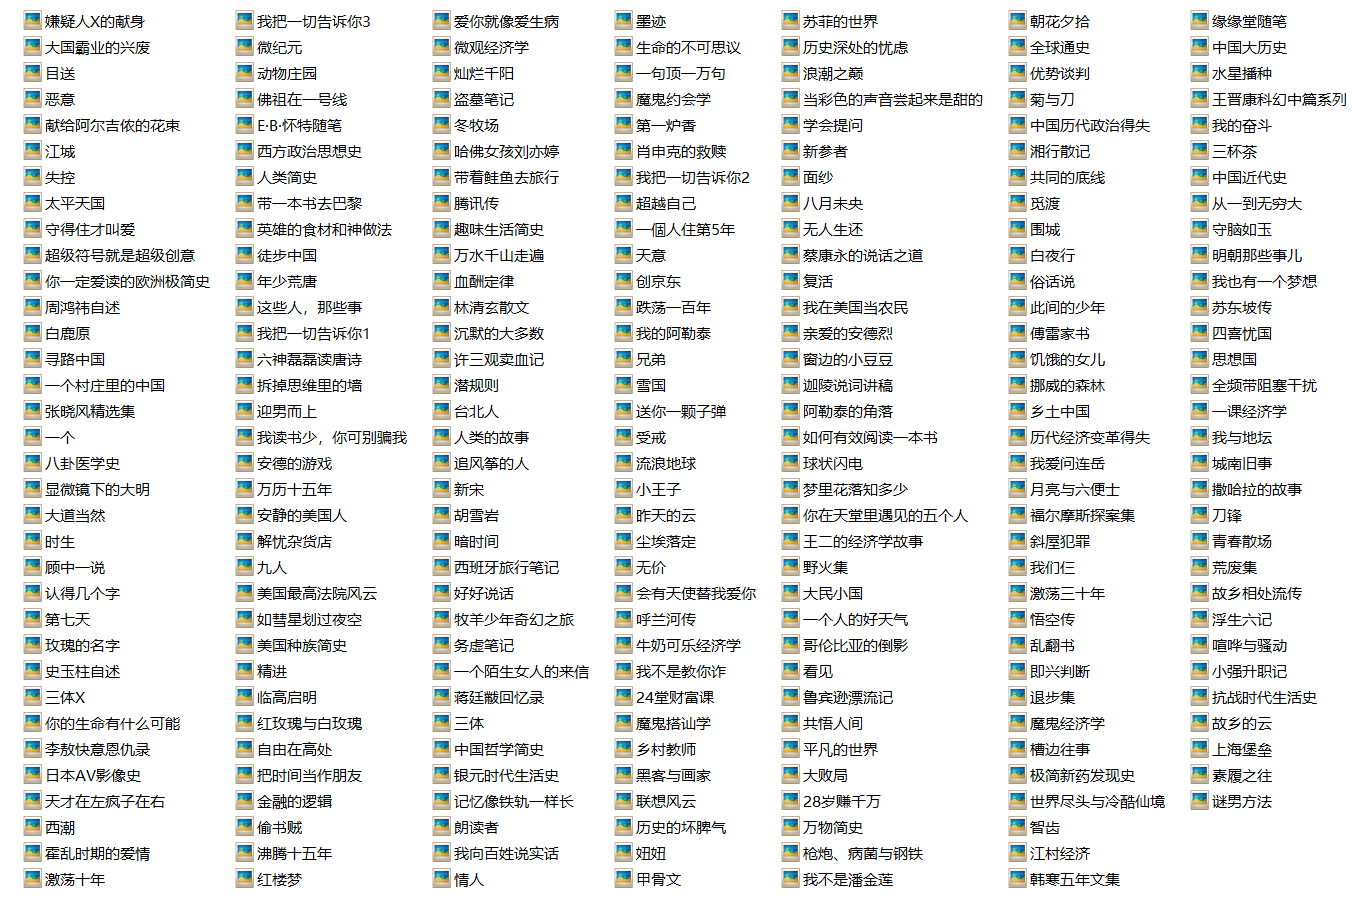 嫌疑人X的献身
大国霸业的兴废
目送
恶意
献给阿尔吉侬的花束
江城
失控
太平天国
守得住才叫爱
超级符号就是超级创意
你一定爱读的欧洲极简史
周鸿祎自述
白鹿原
寻路中国
一个村庄里的中国
张晓风精选集
一个
八卦医学史
显微镜下的大明
大道当然
时生
顾中一说
认得几个字
第七天
玫瑰的名字
史玉柱自述
三体X
你的生命有什么可能
李敖快意恩仇录
日本AV影像史
天才在左疯子在右
西潮
霍乱时期的爱情
激荡十年
我把一切告诉你3
微纪元
动物庄园
佛祖在一号线
E·B·怀特随笔
西方政治思想史
人类简史
带一本书去巴黎
英雄的食材和神做法
徒步中国
年少荒唐
这些人，那些事
我把一切告诉你1
六神磊磊读唐诗
拆掉思维里的墙
迎男而上
我读书少，你可别骗我
安德的游戏
万历十五年
安静的美国人
解忧杂货店
九人
美国最高法院风云
如彗星划过夜空
美国种族简史
精进
临高启明
红玫瑰与白玫瑰
自由在高处
把时间当作朋友
金融的逻辑
偷书贼
沸腾十五年
红楼梦
爱你就像爱生病
微观经济学
灿烂千阳
盗墓笔记
冬牧场
哈佛女孩刘亦婷
带着鲑鱼去旅行
腾讯传
趣味生活简史
万水千山走遍
血酬定律
林清玄散文
沉默的大多数
许三观卖血记
潜规则
台北人
人类的故事
追风筝的人
新宋
胡雪岩
暗时间
西班牙旅行笔记
好好说话
牧羊少年奇幻之旅
务虚笔记
一个陌生女人的来信
蒋廷黻回忆录
三体
中国哲学简史
银元时代生活史
记忆像铁轨一样长
朗读者
我向百姓说实话
情人
墨迹
生命的不可思议
一句顶一万句
魔鬼约会学
第一炉香
肖申克的救赎
我把一切告诉你2
超越自己
一個人住第5年
天意
创京东
跌荡一百年
我的阿勒泰
兄弟
雪国
送你一颗子弹
受戒
流浪地球
小王子
昨天的云
尘埃落定
无价
会有天使替我爱你
呼兰河传
牛奶可乐经济学
我不是教你诈
24堂财富课
魔鬼搭讪学
乡村教师
黑客与画家
联想风云
历史的坏脾气
妞妞
甲骨文
苏菲的世界
历史深处的忧虑
浪潮之巅
当彩色的声音尝起来是甜的
学会提问
新参者
面纱
八月未央
无人生还
蔡康永的说话之道
复活
我在美国当农民
亲爱的安德烈
窗边的小豆豆
迦陵说词讲稿
阿勒泰的角落
如何有效阅读一本书
球状闪电
梦里花落知多少
你在天堂里遇见的五个人
王二的经济学故事
野火集
大民小国
一个人的好天气
哥伦比亚的倒影
看见
鲁宾逊漂流记
共悟人间
平凡的世界
大败局
28岁赚千万
万物简史
枪炮、病菌与钢铁
我不是潘金莲
朝花夕拾
全球通史
优势谈判
菊与刀
中国历代政治得失
湘行散记
共同的底线
觅渡
围城
白夜行
俗话说
此间的少年
傅雷家书
饥饿的女儿
挪威的森林
乡土中国
历代经济变革得失
我爱问连岳
月亮与六便士
福尔摩斯探案集
斜屋犯罪
我们仨
激荡三十年
悟空传
乱翻书
即兴判断
退步集
魔鬼经济学
槽边往事
极简新药发现史
世界尽头与冷酷仙境
智齿
江村经济
韩寒五年文集
缘缘堂随笔
中国大历史
水星播种
王晋康科幻中篇系列
我的奋斗
三杯茶
中国近代史
从一到无穷大
守脑如玉
明朝那些事儿
我也有一个梦想
苏东坡传
四喜忧国
思想国
全频带阻塞干扰
一课经济学
我与地坛
城南旧事
撒哈拉的故事
刀锋
青春散场
荒废集
故乡相处流传
浮生六记
喧哗与骚动
小强升职记
抗战时代生活史
故乡的云
上海堡垒
素履之往
谜男方法